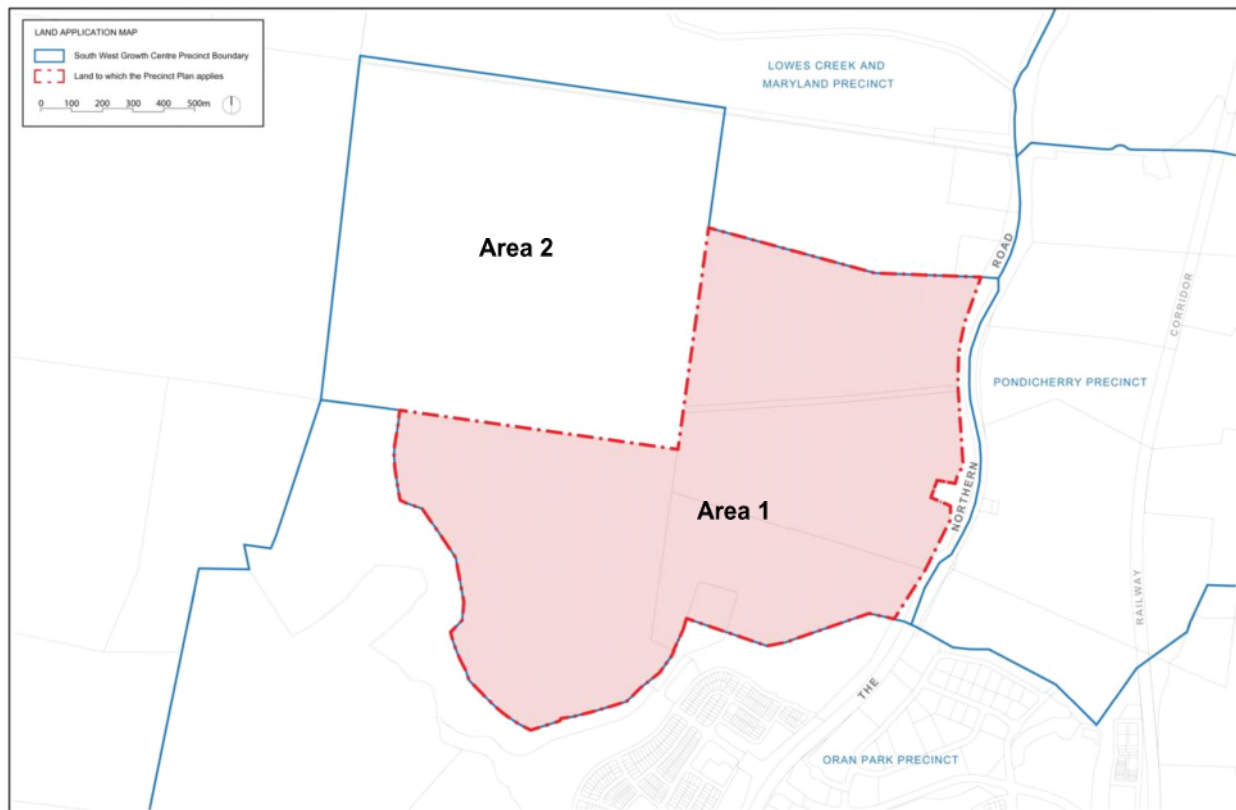 LAND APPLICATION MAP
South West Growth Centre Precinct Boundary
Land to which the Precinct Plan applies
0 100 200 300 400 500m
LOWES CREEK AND
MARYLAND PRECINCT
Area 2
ROAD
CORRIDOR
PONDICHERRY PRECINCT
NORTHERN
Area 1
RAILWAY
THE
ORAN PARK PRECINCT